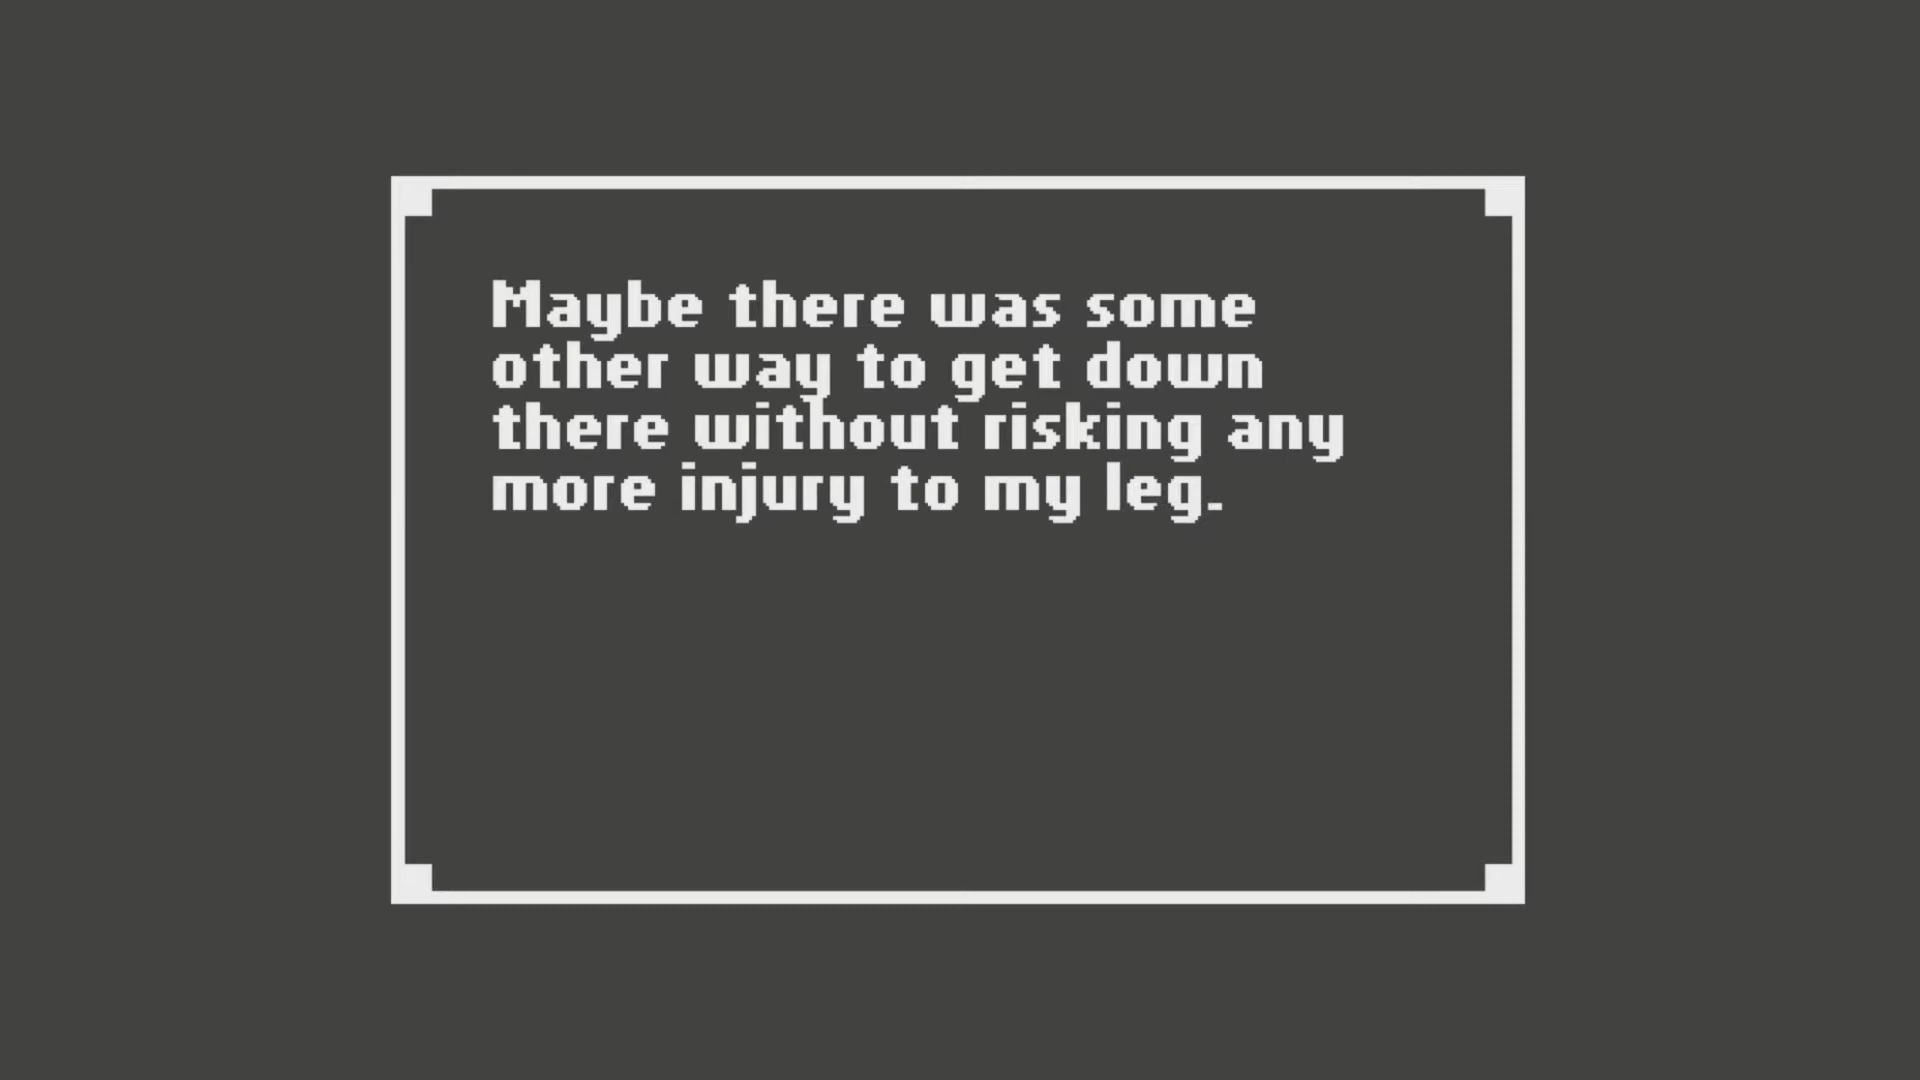 Maybe there was some
other way to get down
there without risking any
more injury to my leg.